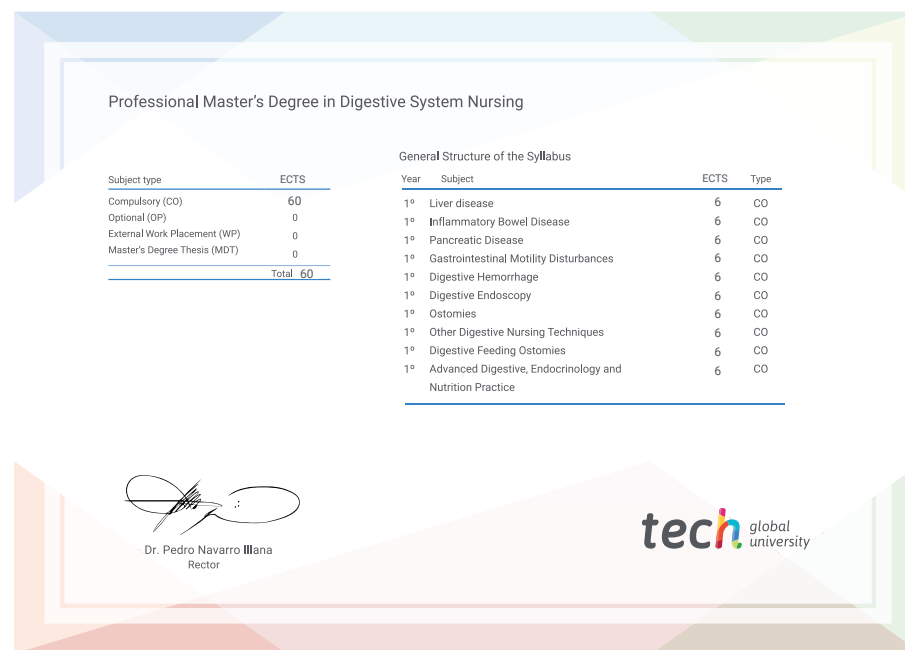 Professional Master's Degree in Digestive System Nursing
Subject type ECTS
Compulsory (CO) 60
Optional (OP) 0
External Work Placement (WP) 0
Master's Degree Thesis (MDT) 0
Total 60
General Structure of the Syllabus
Year Subject ECTS Type
1º Liver disease 6 CO
1º Inflammatory Bowel Disease 6 CO
1º Pancreatic Disease 6 CO
1º Gastrointestinal Motility Disturbances 6 CO
1º Digestive Hemorrhage 6 CO
1º Digestive Endoscopy 6 CO
1º Ostomies 6 CO
1º Other Digestive Nursing Techniques 6 CO
1º Digestive Feeding Ostomies 6 CO
1º Advanced Digestive, Endocrinology and 6 CO
Nutrition Practice
Dr. Pedro Navarro Illana
Rector
tech global
university